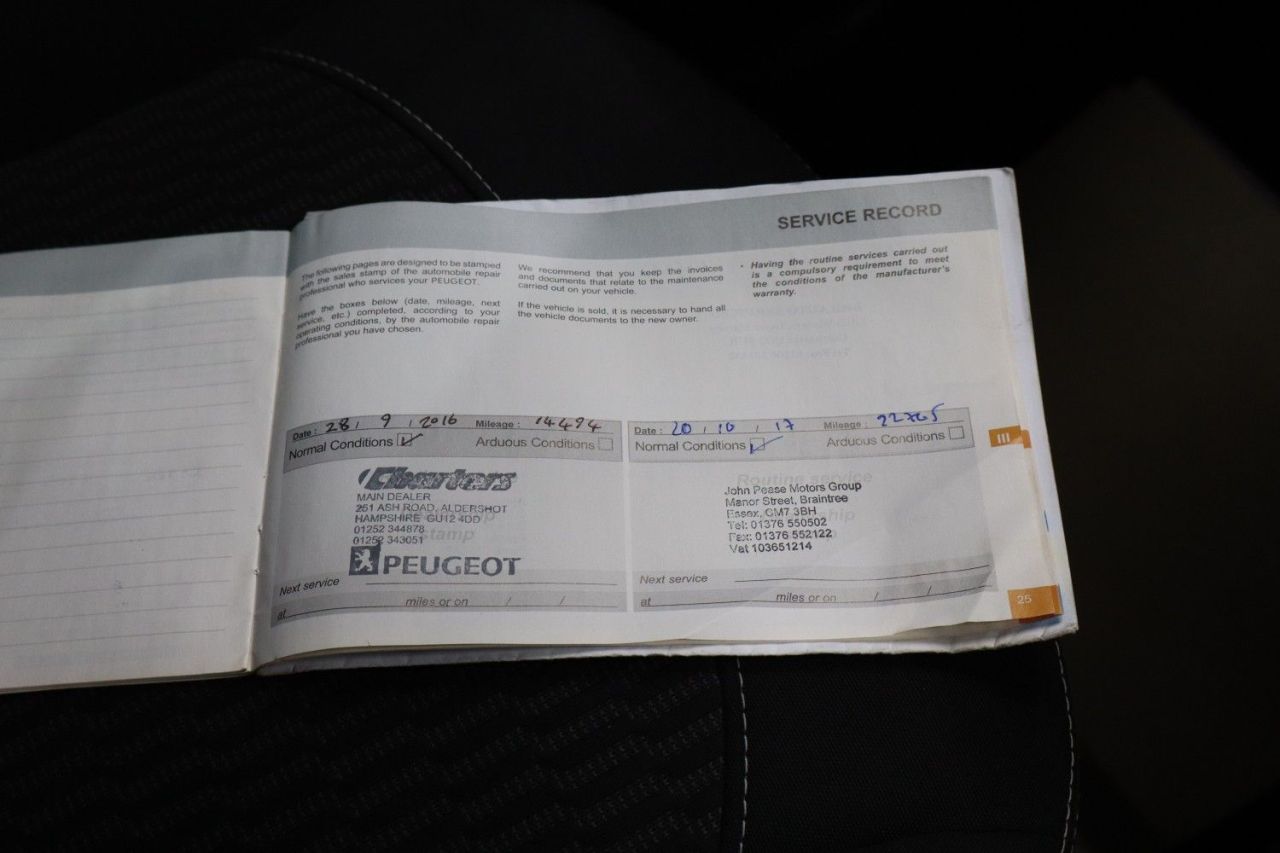 SERVICE RECORD
The following pages are designed to be stamped
with the sales stamp of the automobile repair
professional who services your PEUGEOT.
Have the boxes below (date, mileage, next
service, etc.) completed, according to your
operating conditions, by the automobile repair
professional you have chosen.
We recommend that you keep the invoices
and documents that relate to the maintenance
carried out on your vehicle.
If the vehicle is sold, it is necessary to hand all
the vehicle documents to the new owner.
• Having the routine services carried out
is a compulsory requirement to meet
the conditions of the manufacturer's
warranty.
Date : 28 / 9 / 2016 Mileage : 14494
Normal Conditions Arduous Conditions
Charters
MAIN DEALER
251 ASH ROAD, ALDERSHOT
HAMPSHIRE GU12 4DD
01252 344878
01252 343051
stamp
PEUGEOT
Next service
at miles or on / /
Date : 20 / 10 / 17 Mileage : 22765
Normal Conditions Arduous Conditions
John Pease Motors Group
Manor Street, Braintree
Essex, CM7 3BH
Tel: 01376 550502
Fax: 01376 552122
Vat 103651214
Next service
at miles or on / /
III
25